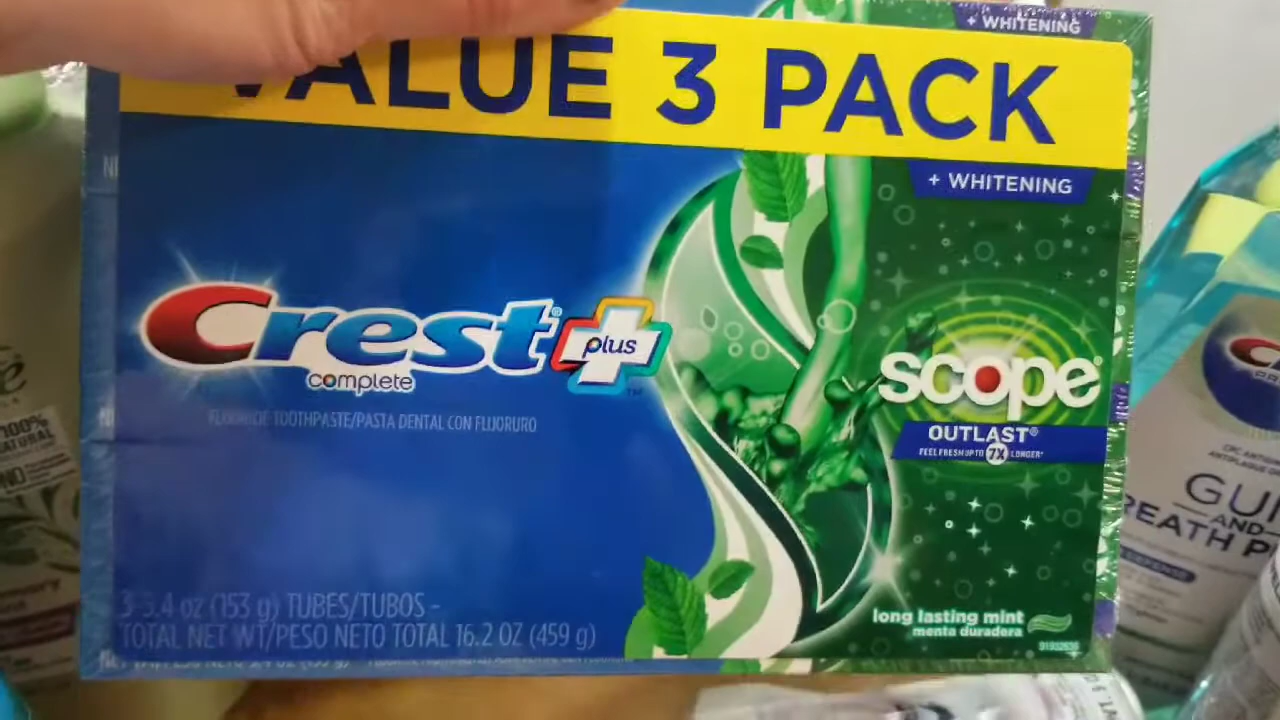 + WHITENING
VALUE 3 PACK
+ WHITENING
Crest
plus
complete
FLUORIDE TOOTHPASTE/PASTA DENTAL CON FLUORURO
scope
OUTLAST®
FEEL FRESH UP TO 7X LONGER*
3-5.4 oz (153 g) TUBES/TUBOS -
TOTAL NET WT/PESO NETO TOTAL 16.2 OZ (459 g)
long lasting mint
menta duradera
100%
NATURAL
NO
AND